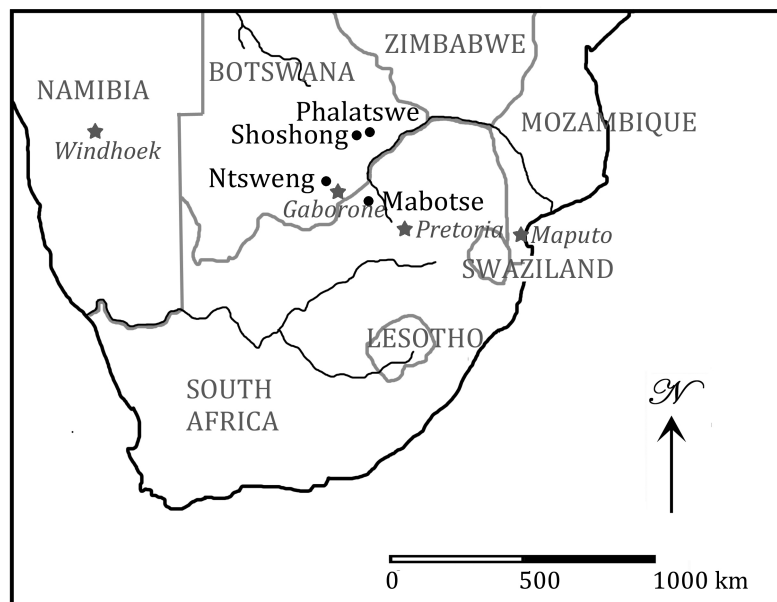 ZIMBABWE
BOTSWANA
NAMIBIA
Phalatswe
MOZAMBIQUE
Shoshong
Windhoek
Ntsweng
Mabotse
Gaborone
Pretoria
Maputo
SWAZILAND
LESOTHO
SOUTH
AFRICA
N
0 500 1000 km